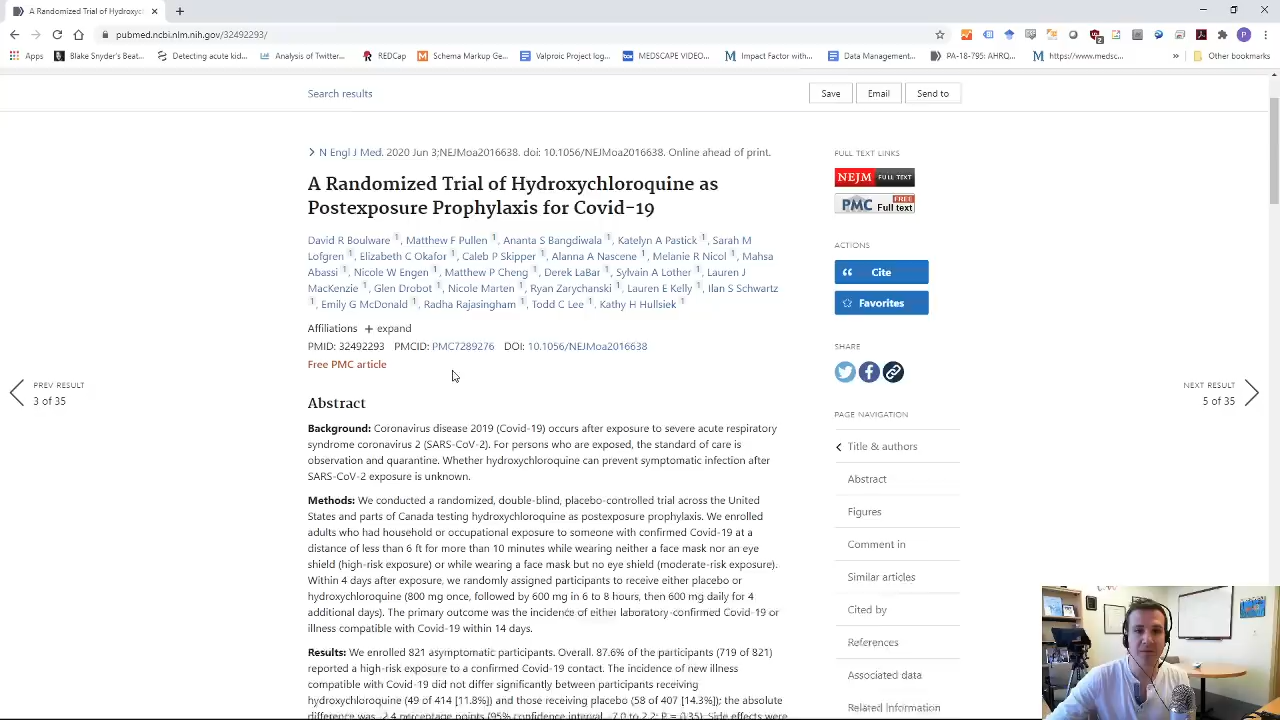 A Randomized Trial of Hydroxyc
pubmed.ncbi.nlm.nih.gov/32492293/
Apps
Blake Snyder's Beat...
Detecting acute kid...
Analysis of Twitter...
REDCap
Schema Markup Ge...
Valproic Project log...
MEDSCAPE VIDEO...
Impact Factor with...
Data Management...
PA-18-795: AHRQ...
https://www.medsc...
»
Other bookmarks
Search results
Save
Email
Send to
N Engl J Med. 2020 Jun 3;NEJMoa2016638. doi: 10.1056/NEJMoa2016638. Online ahead of print.
A Randomized Trial of Hydroxychloroquine as
Postexposure Prophylaxis for Covid-19
David R Boulware 1, Matthew F Pullen 1, Ananta S Bangdiwala 1, Katelyn A Pastick 1, Sarah M
Lofgren 1, Elizabeth C Okafor 1, Caleb P Skipper 1, Alanna A Nascene 1, Melanie R Nicol 1, Mahsa
Abassi 1, Nicole W Engen 1, Matthew P Cheng 1, Derek LaBar 1, Sylvain A Lother 1, Lauren J
MacKenzie 1, Glen Drobot 1, Nicole Marten 1, Ryan Zarychanski 1, Lauren E Kelly 1, Ilan S Schwartz
1, Emily G McDonald 1, Radha Rajasingham 1, Todd C Lee 1, Kathy H Hullsiek 1
Affiliations + expand
PMID: 32492293 PMCID: PMC7289276 DOI: 10.1056/NEJMoa2016638
Free PMC article
Abstract
Background: Coronavirus disease 2019 (Covid-19) occurs after exposure to severe acute respiratory
syndrome coronavirus 2 (SARS-CoV-2). For persons who are exposed, the standard of care is
observation and quarantine. Whether hydroxychloroquine can prevent symptomatic infection after
SARS-CoV-2 exposure is unknown.
Methods: We conducted a randomized, double-blind, placebo-controlled trial across the United
States and parts of Canada testing hydroxychloroquine as postexposure prophylaxis. We enrolled
adults who had household or occupational exposure to someone with confirmed Covid-19 at a
distance of less than 6 ft for more than 10 minutes while wearing neither a face mask nor an eye
shield (high-risk exposure) or while wearing a face mask but no eye shield (moderate-risk exposure).
Within 4 days after exposure, we randomly assigned participants to receive either placebo or
hydroxychloroquine (800 mg once, followed by 600 mg in 6 to 8 hours, then 600 mg daily for 4
additional days). The primary outcome was the incidence of either laboratory-confirmed Covid-19 or
illness compatible with Covid-19 within 14 days.
Results: We enrolled 821 asymptomatic participants. Overall, 87.6% of the participants (719 of 821)
reported a high-risk exposure to a confirmed Covid-19 contact. The incidence of new illness
compatible with Covid-19 did not differ significantly between participants receiving
hydroxychloroquine (49 of 414 [11.8%]) and those receiving placebo (58 of 407 [14.3%]); the absolute
difference was -2.4 percentage points (95% confidence interval, -7.0 to 2.2; P = 0.35). Side effects were
FULL TEXT LINKS
NEJM FULL TEXT
PMC FREE Full text
ACTIONS
Cite
Favorites
SHARE
PAGE NAVIGATION
Title & authors
Abstract
Figures
Comment in
Similar articles
Cited by
References
Associated data
Related information
PREV RESULT
3 of 35
NEXT RESULT
5 of 35